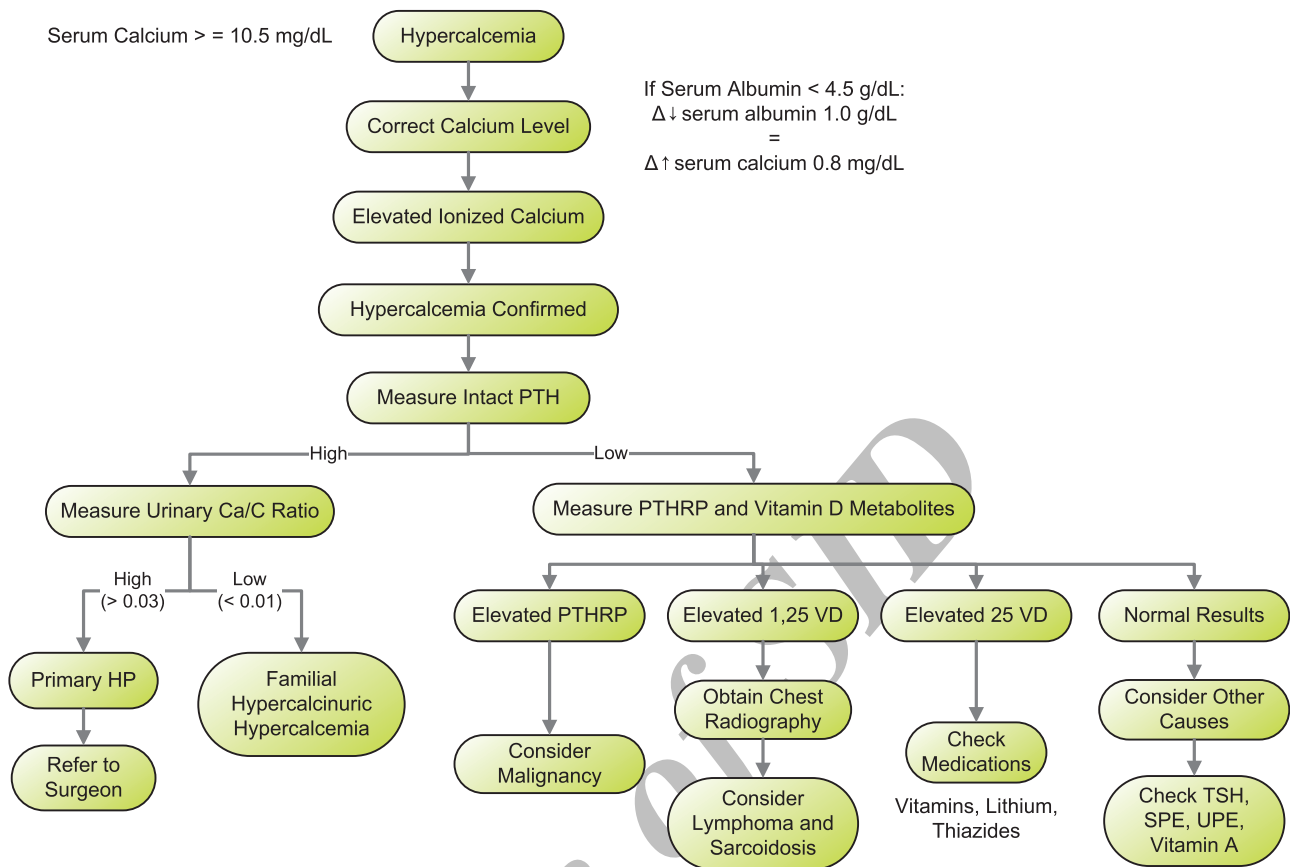 Serum Calcium > = 10.5 mg/dL
Hypercalcemia
If Serum Albumin < 4.5 g/dL:
Δ↓ serum albumin 1.0 g/dL
=
Δ↑ serum calcium 0.8 mg/dL
Correct Calcium Level
Elevated Ionized Calcium
Hypercalcemia Confirmed
Measure Intact PTH
High
Low
Measure Urinary Ca/C Ratio
Measure PTHRP and Vitamin D Metabolites
High
(> 0.03)
Low
(< 0.01)
Elevated PTHRP
Elevated 1,25 VD
Elevated 25 VD
Normal Results
Primary HP
Familial
Hypercalcinuric
Hypercalcemia
Obtain Chest
Radiography
Consider Other
Causes
Refer to
Surgeon
Consider
Malignancy
Check
Medications
Vitamins, Lithium,
Thiazides
Consider
Lymphoma and
Sarcoidosis
Check TSH,
SPE, UPE,
Vitamin A
of SID